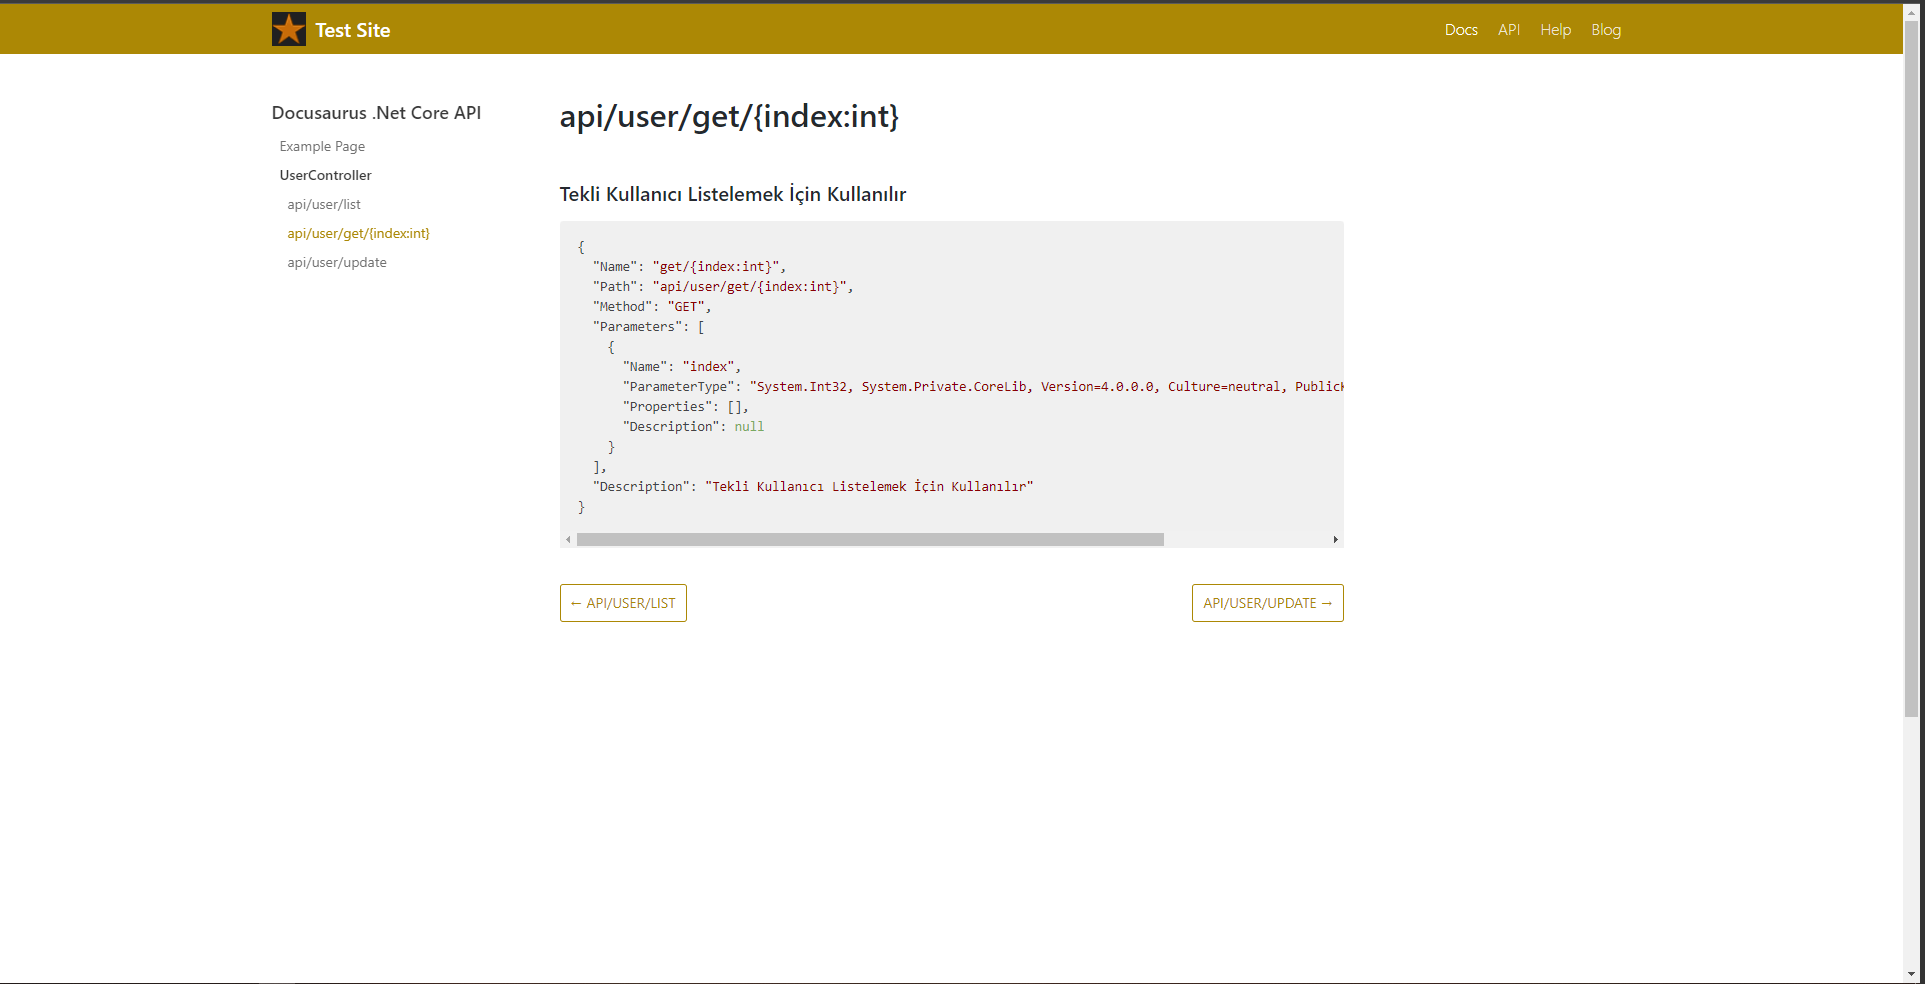 Test Site
Docs API Help Blog
Docusaurus .Net Core API
Example Page
UserController
api/user/list
api/user/get/{index:int}
api/user/update
api/user/get/{index:int}
Tekli Kullanıcı Listelemek İçin Kullanılır
{
"Name": "get/{index:int}",
"Path": "api/user/get/{index:int}",
"Method": "GET",
"Parameters": [
{
"Name": "index",
"ParameterType": "System.Int32, System.Private.CoreLib, Version=4.0.0.0, Culture=neutral, Public
"Properties": [],
"Description": null
}
],
"Description": "Tekli Kullanıcı Listelemek İçin Kullanılır"
}
← API/USER/LIST
API/USER/UPDATE →